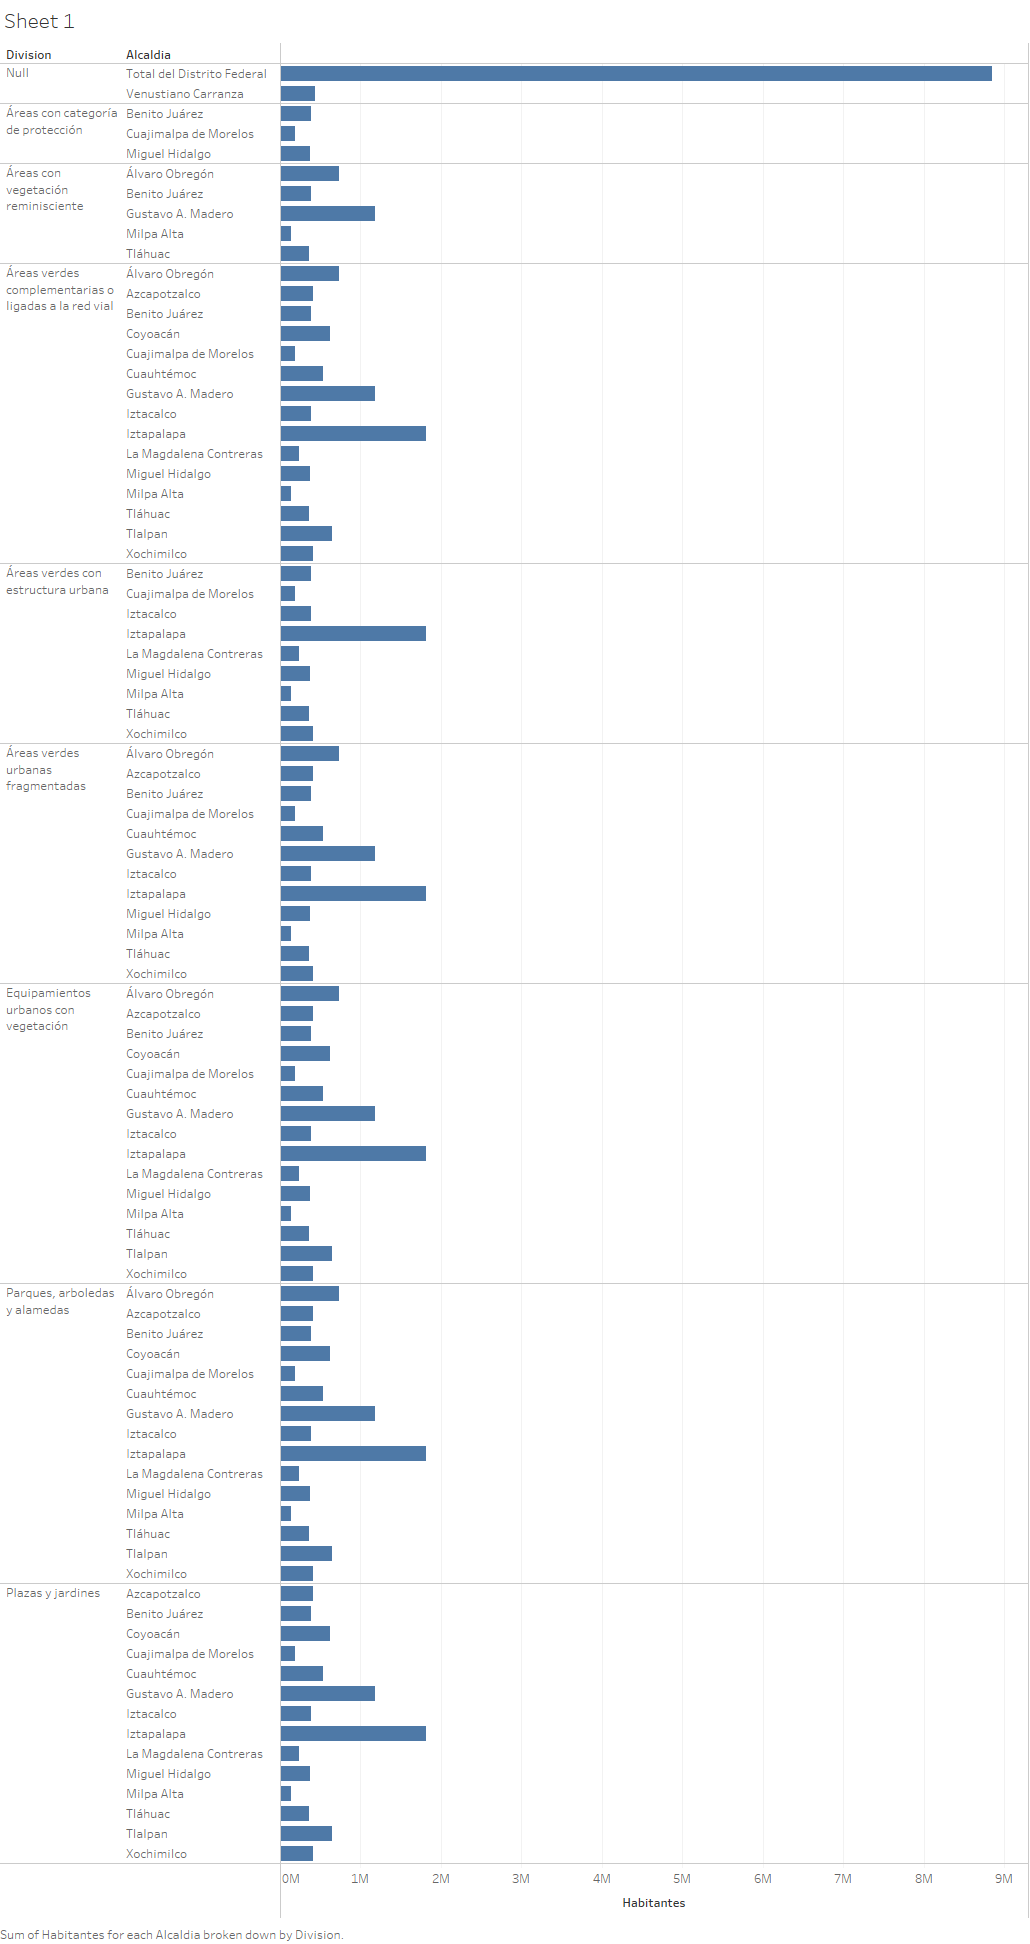 Sheet 1
Division Alcaldia
Null Total del Distrito Federal
Venustiano Carranza
Áreas con categoría Benito Juárez
de protección Cuajimalpa de Morelos
Miguel Hidalgo
Áreas con Álvaro Obregón
vegetación Benito Juárez
reminisciente Gustavo A. Madero
Milpa Alta
Tláhuac
Áreas verdes Álvaro Obregón
complementarias o Azcapotzalco
ligadas a la red vial Benito Juárez
Coyoacán
Cuajimalpa de Morelos
Cuauhtémoc
Gustavo A. Madero
Iztacalco
Iztapalapa
La Magdalena Contreras
Miguel Hidalgo
Milpa Alta
Tláhuac
Tlalpan
Xochimilco
Áreas verdes con Benito Juárez
estructura urbana Cuajimalpa de Morelos
Iztacalco
Iztapalapa
La Magdalena Contreras
Miguel Hidalgo
Milpa Alta
Tláhuac
Xochimilco
Áreas verdes Álvaro Obregón
urbanas Azcapotzalco
fragmentadas Benito Juárez
Cuajimalpa de Morelos
Cuauhtémoc
Gustavo A. Madero
Iztacalco
Iztapalapa
Miguel Hidalgo
Milpa Alta
Tláhuac
Xochimilco
Equipamientos Álvaro Obregón
urbanos con Azcapotzalco
vegetación Benito Juárez
Coyoacán
Cuajimalpa de Morelos
Cuauhtémoc
Gustavo A. Madero
Iztacalco
Iztapalapa
La Magdalena Contreras
Miguel Hidalgo
Milpa Alta
Tláhuac
Tlalpan
Xochimilco
Parques, arboledas Álvaro Obregón
y alamedas Azcapotzalco
Benito Juárez
Coyoacán
Cuajimalpa de Morelos
Cuauhtémoc
Gustavo A. Madero
Iztacalco
Iztapalapa
La Magdalena Contreras
Miguel Hidalgo
Milpa Alta
Tláhuac
Tlalpan
Xochimilco
Plazas y jardines Azcapotzalco
Benito Juárez
Coyoacán
Cuajimalpa de Morelos
Cuauhtémoc
Gustavo A. Madero
Iztacalco
Iztapalapa
La Magdalena Contreras
Miguel Hidalgo
Milpa Alta
Tláhuac
Tlalpan
Xochimilco
0M 1M 2M 3M 4M 5M 6M 7M 8M 9M
Habitantes
Sum of Habitantes for each Alcaldia broken down by Division.